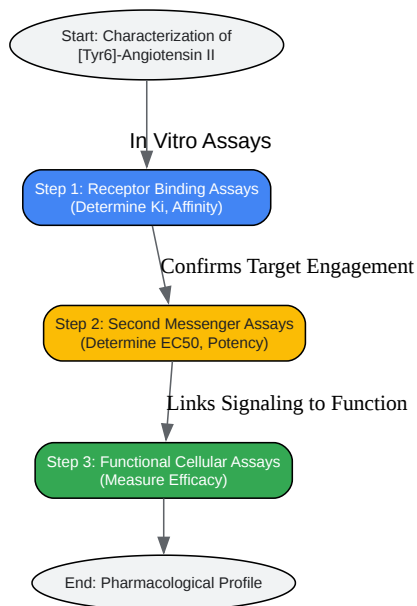 Start: Characterization of
[Tyr6]-Angiotensin II
In Vitro Assays
Step 1: Receptor Binding Assays
(Determine Ki, Affinity)
Confirms Target Engagement
Step 2: Second Messenger Assays
(Determine EC50, Potency)
Links Signaling to Function
Step 3: Functional Cellular Assays
(Measure Efficacy)
End: Pharmacological Profile